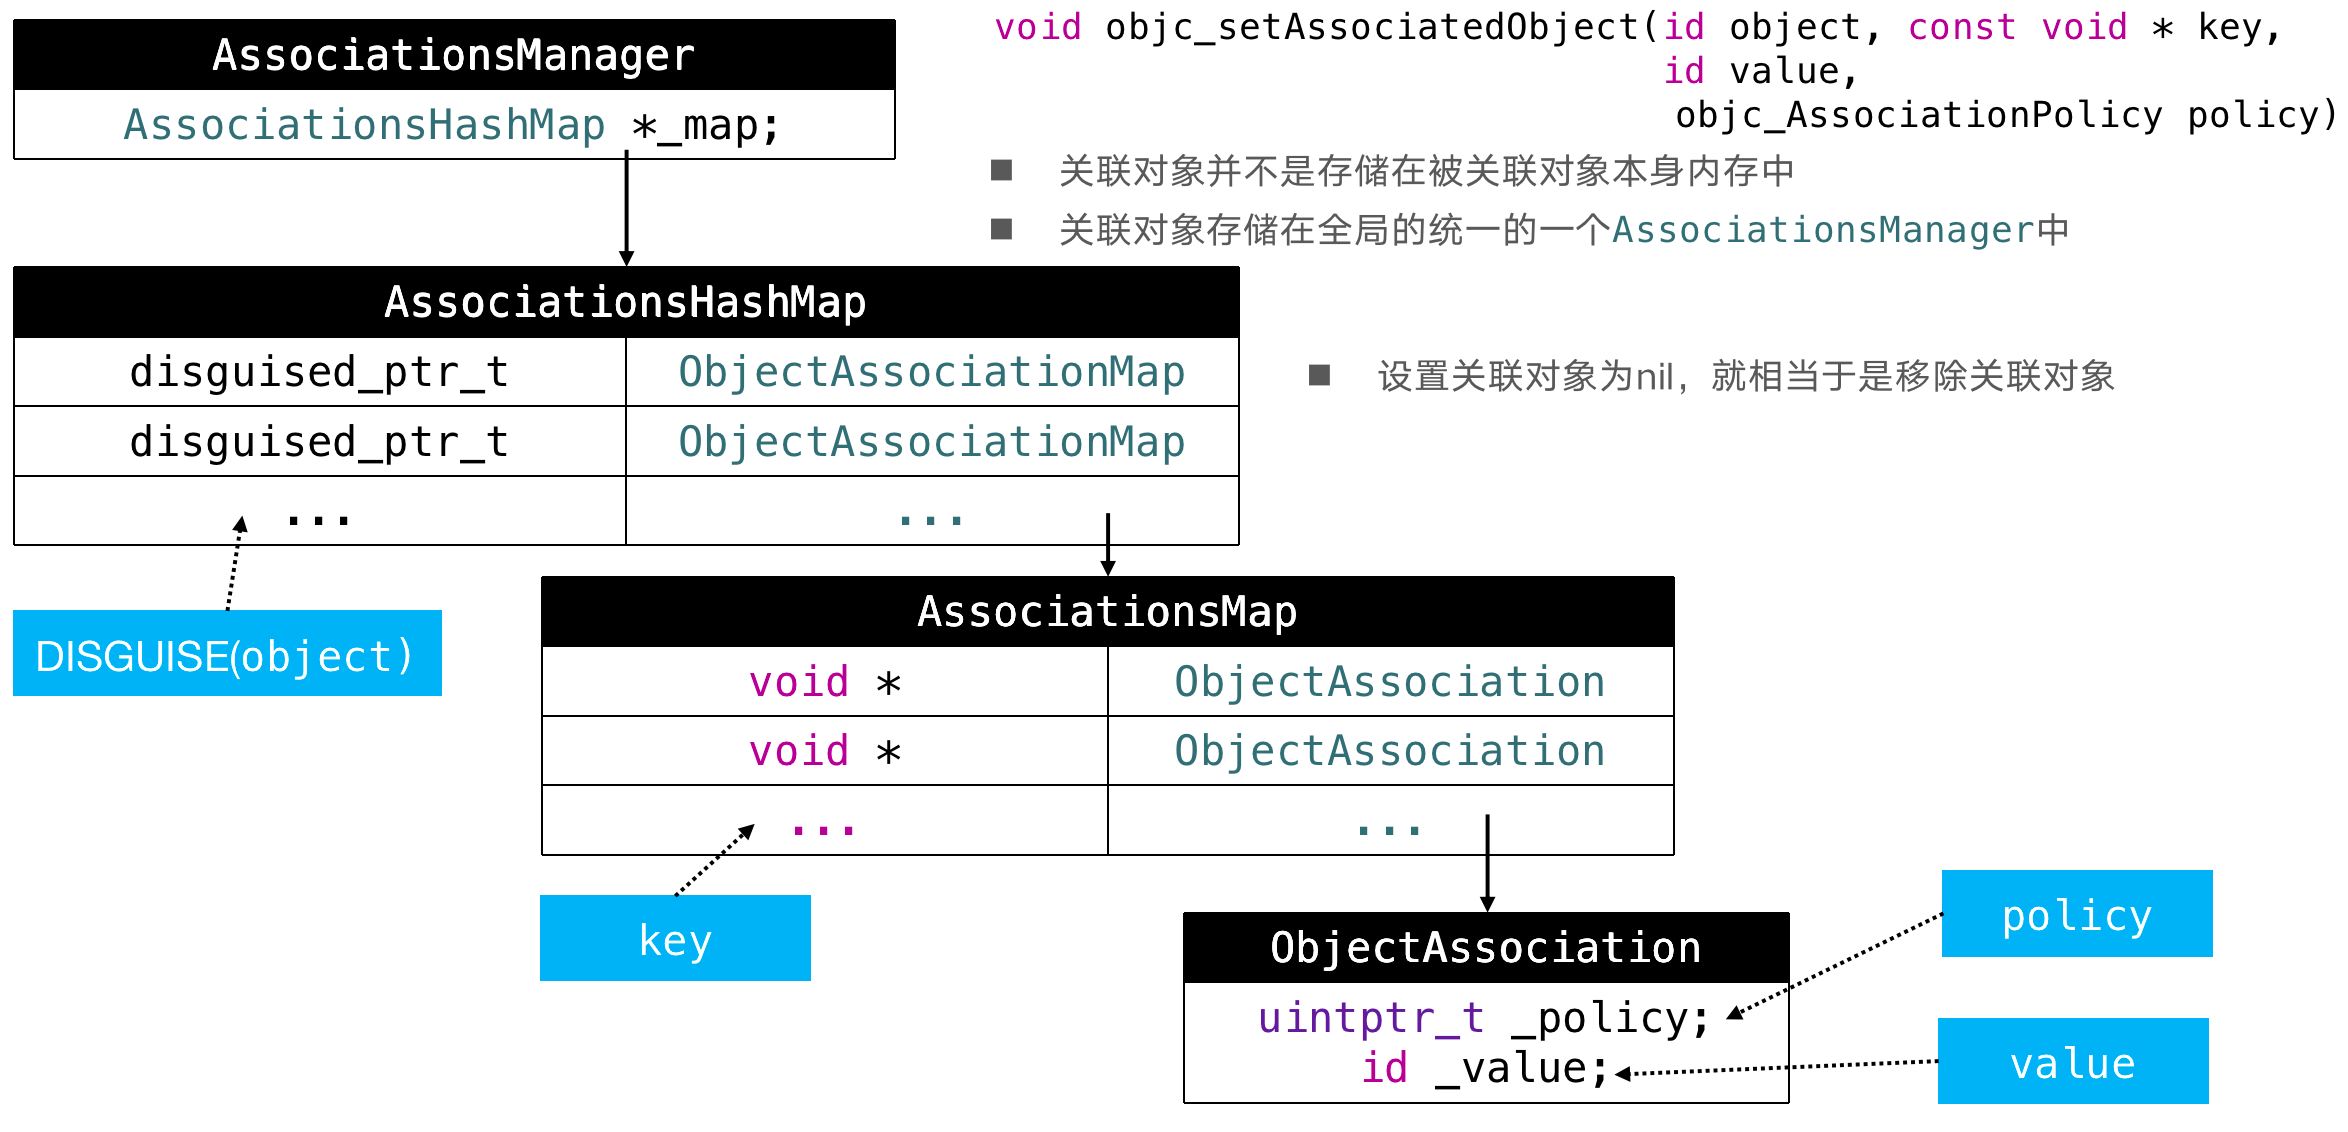 AssociationsManager
AssociationsHashMap *_map;
void objc_setAssociatedObject(id object, const void * key,
id value,
objc_AssociationPolicy policy)
■ 关联对象并不是存储在被关联对象本身内存中
■ 关联对象存储在全局的统一的一个AssociationsManager中
AssociationsHashMap
disguised_ptr_t ObjectAssociationMap
disguised_ptr_t ObjectAssociationMap
... ...
■ 设置关联对象为nil，就相当于是移除关联对象
DISGUISE(object)
AssociationsMap
void * ObjectAssociation
void * ObjectAssociation
... ...
key
ObjectAssociation
uintptr_t _policy;
id _value;
policy
value